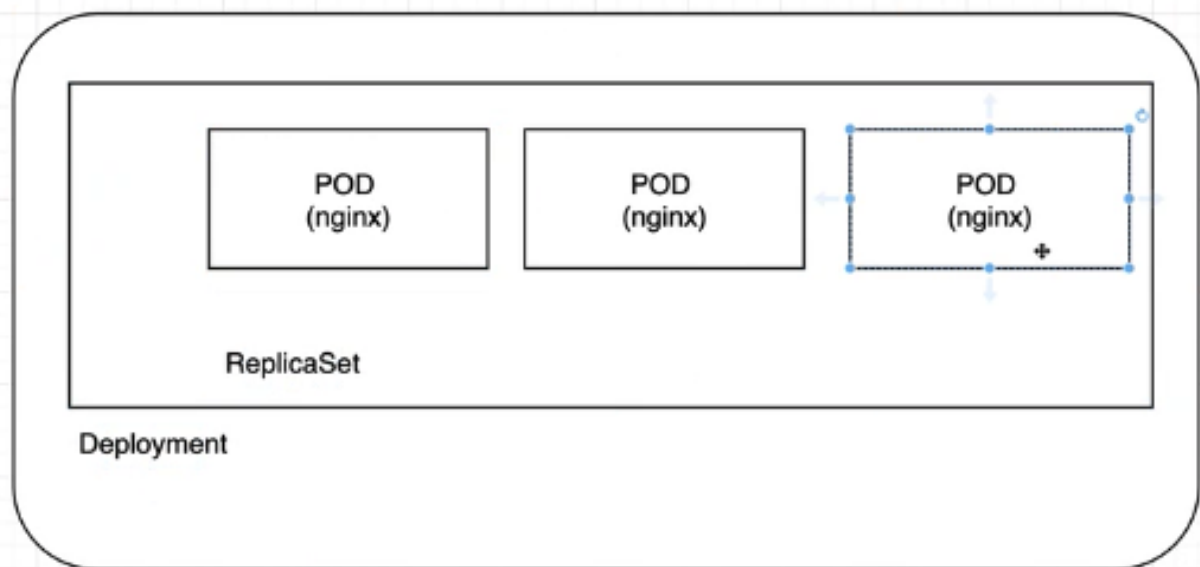 POD
(nginx)
POD
(nginx)
POD
(nginx)
ReplicaSet
Deployment